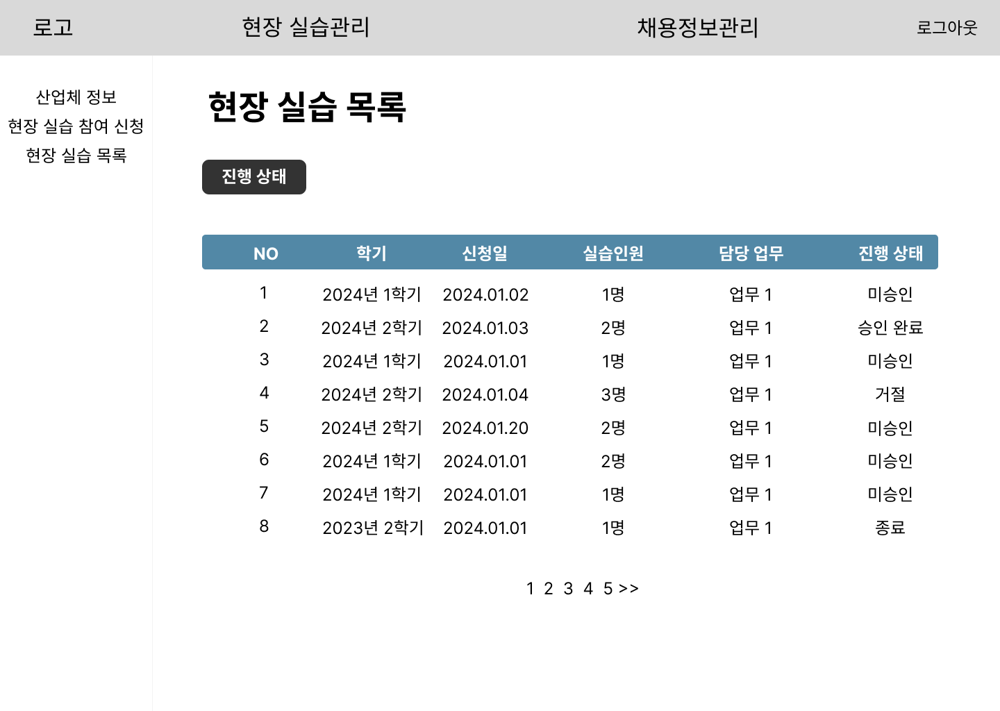 로고 현장 실습관리 채용정보관리 로그아웃
산업체 정보
현장 실습 참여 신청
현장 실습 목록
현장 실습 목록
진행 상태
NO 학기 신청일 실습인원 담당 업무 진행 상태
1 2024년 1학기 2024.01.02 1명 업무 1 미승인
2 2024년 2학기 2024.01.03 2명 업무 1 승인 완료
3 2024년 1학기 2024.01.01 1명 업무 1 미승인
4 2024년 2학기 2024.01.04 3명 업무 1 거절
5 2024년 2학기 2024.01.20 2명 업무 1 미승인
6 2024년 1학기 2024.01.01 2명 업무 1 미승인
7 2024년 1학기 2024.01.01 1명 업무 1 미승인
8 2023년 2학기 2024.01.01 1명 업무 1 종료
1 2 3 4 5 >>